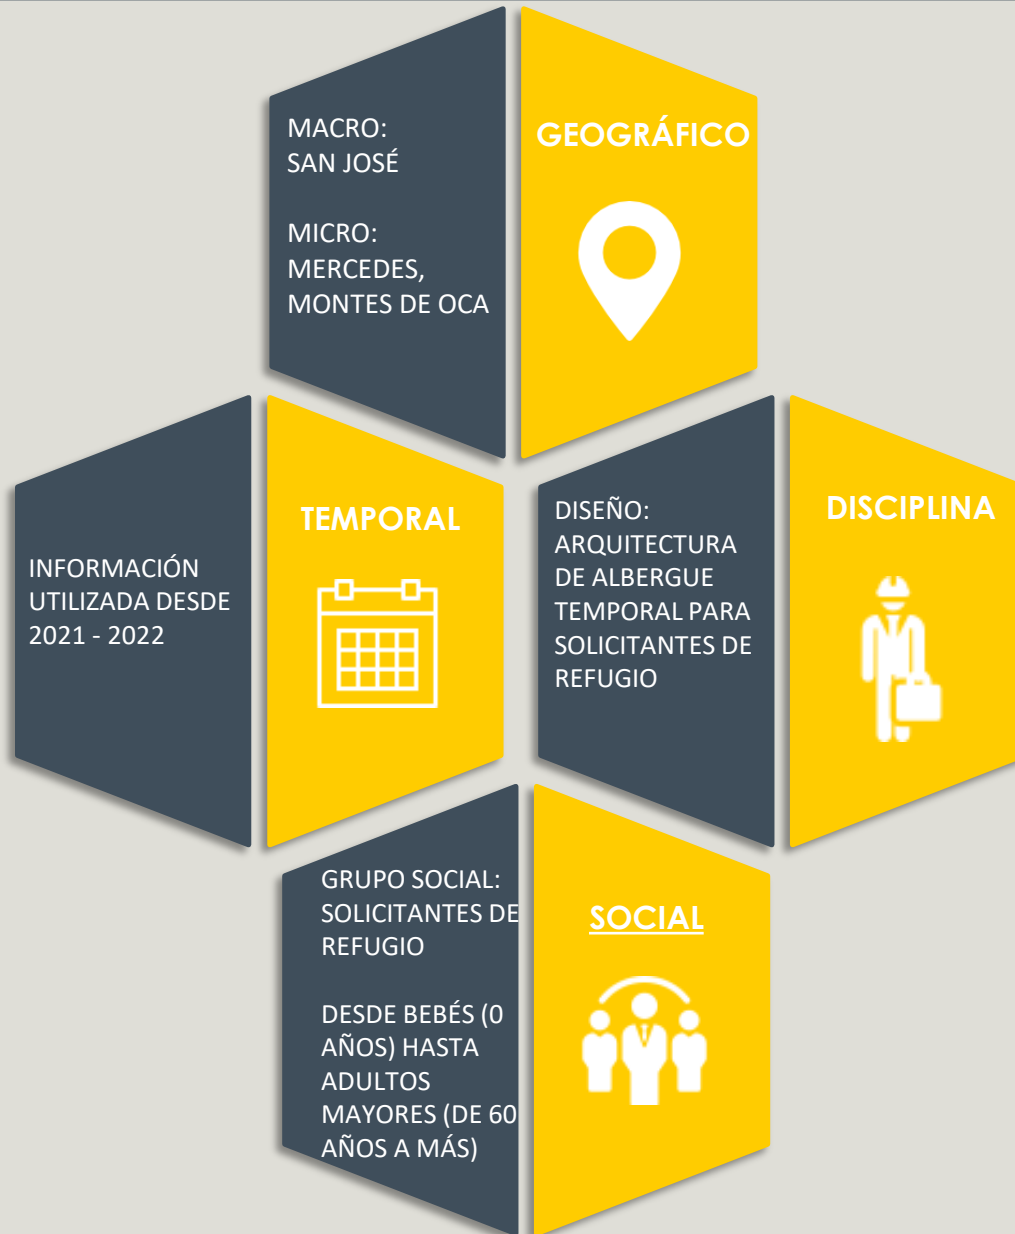 MACRO:
SAN JOSÉ
MICRO:
MERCEDES,
MONTES DE OCA
GEOGRÁFICO
INFORMACIÓN
UTILIZADA DESDE
2021 - 2022
TEMPORAL
DISEÑO:
ARQUITECTURA
DE ALBERGUE
TEMPORAL PARA
SOLICITANTES DE
REFUGIO
DISCIPLINA
GRUPO SOCIAL:
SOLICITANTES DE
REFUGIO
DESDE BEBÉS (0
AÑOS) HASTA
ADULTOS
MAYORES (DE 60
AÑOS A MÁS)
SOCIAL